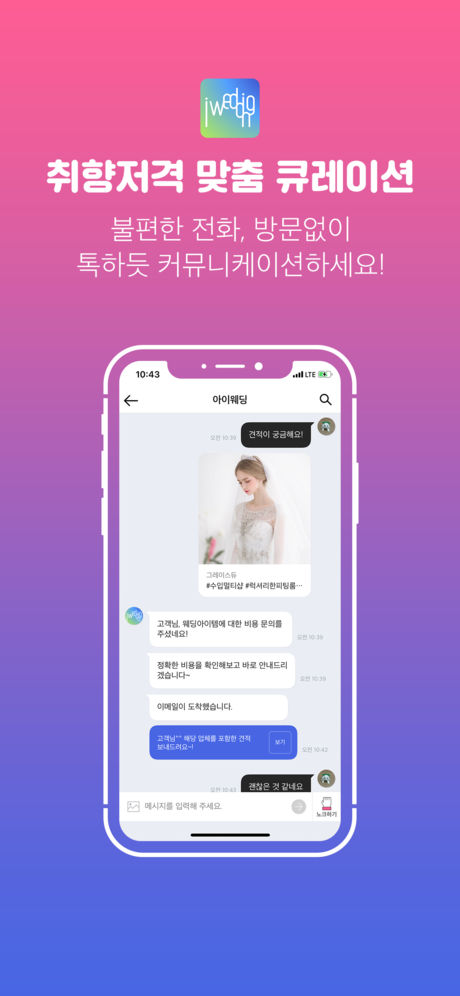 iwedding
취향저격 맞춤 큐레이션
불편한 전화, 방문없이
톡하듯 커뮤니케이션하세요!
10:43
LTE
아이웨딩
오전 10:39
견적이 궁금해요!
그레이스듀
#수입멀티샵 #럭셔리한피팅룸…
고객님, 웨딩아이템에 대한 비용 문의를
주셨네요!
오전 10:39
정확한 비용을 확인해보고 바로 안내드리
겠습니다~
오전 10:39
이메일이 도착했습니다.
고객님^^ 해당 업체를 포함한 견적
보내드려요~!
보기
오전 10:42
오전 10:43
괜찮은 것 같네요
메시지를 입력해 주세요.
노크하기